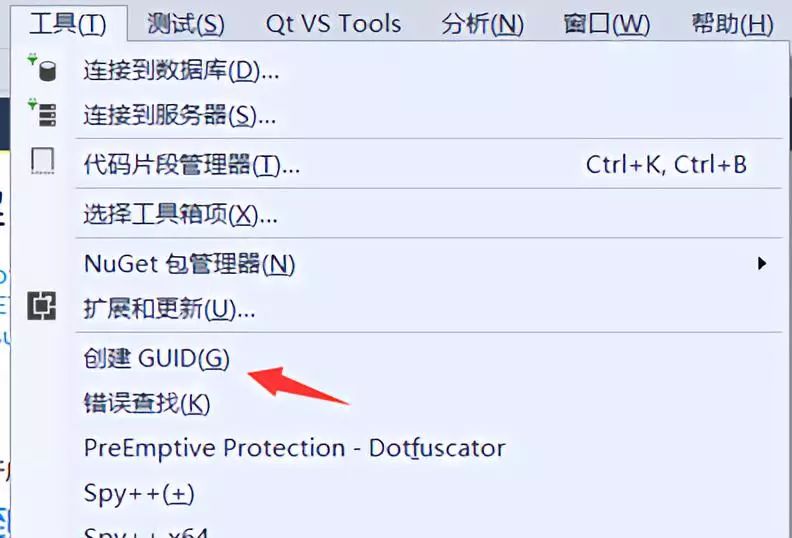 工具(T) 测试(S) Qt VS Tools 分析(N) 窗口(W) 帮助(H)
连接到数据库(D)...
连接到服务器(S)...
代码片段管理器(T)... Ctrl+K, Ctrl+B
选择工具箱项(X)...
NuGet 包管理器(N)
扩展和更新(U)...
创建 GUID(G)
错误查找(K)
PreEmptive Protection - Dotfuscator
Spy++(+)
Spy++ x64